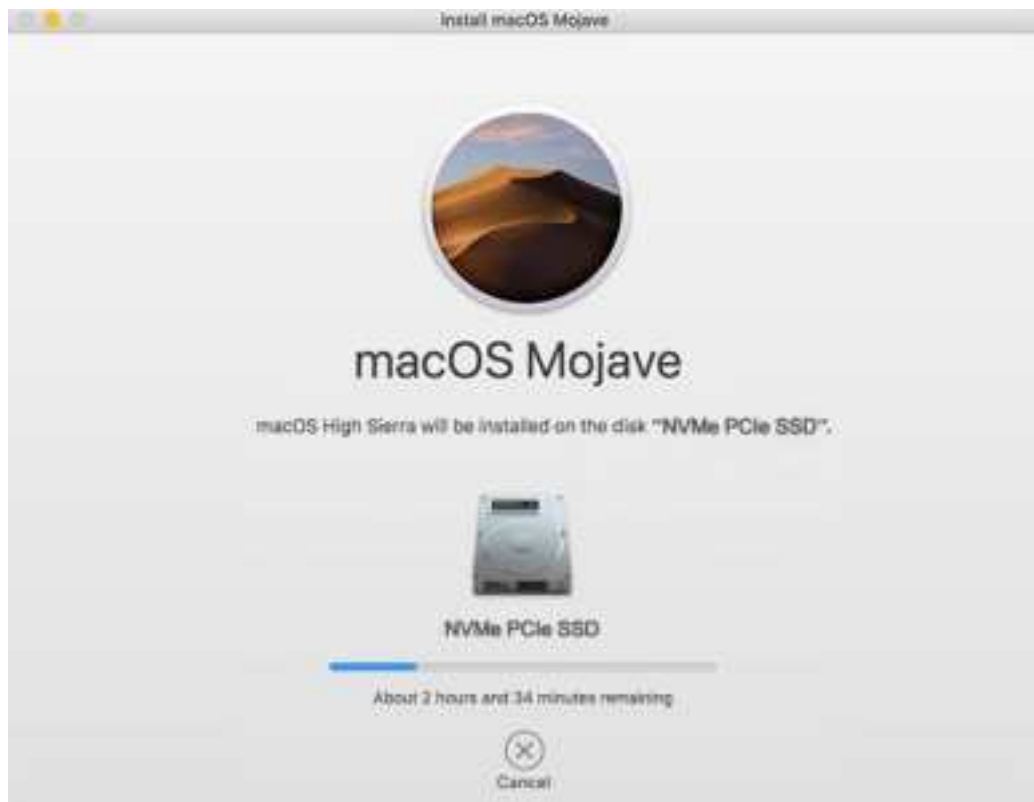 Install macOS Mojave
macOS Mojave
macOS High Sierra will be installed on the disk "NVMe PCIe SSD".
NVMe PCIe SSD
About 2 hours and 34 minutes remaining
Cancel